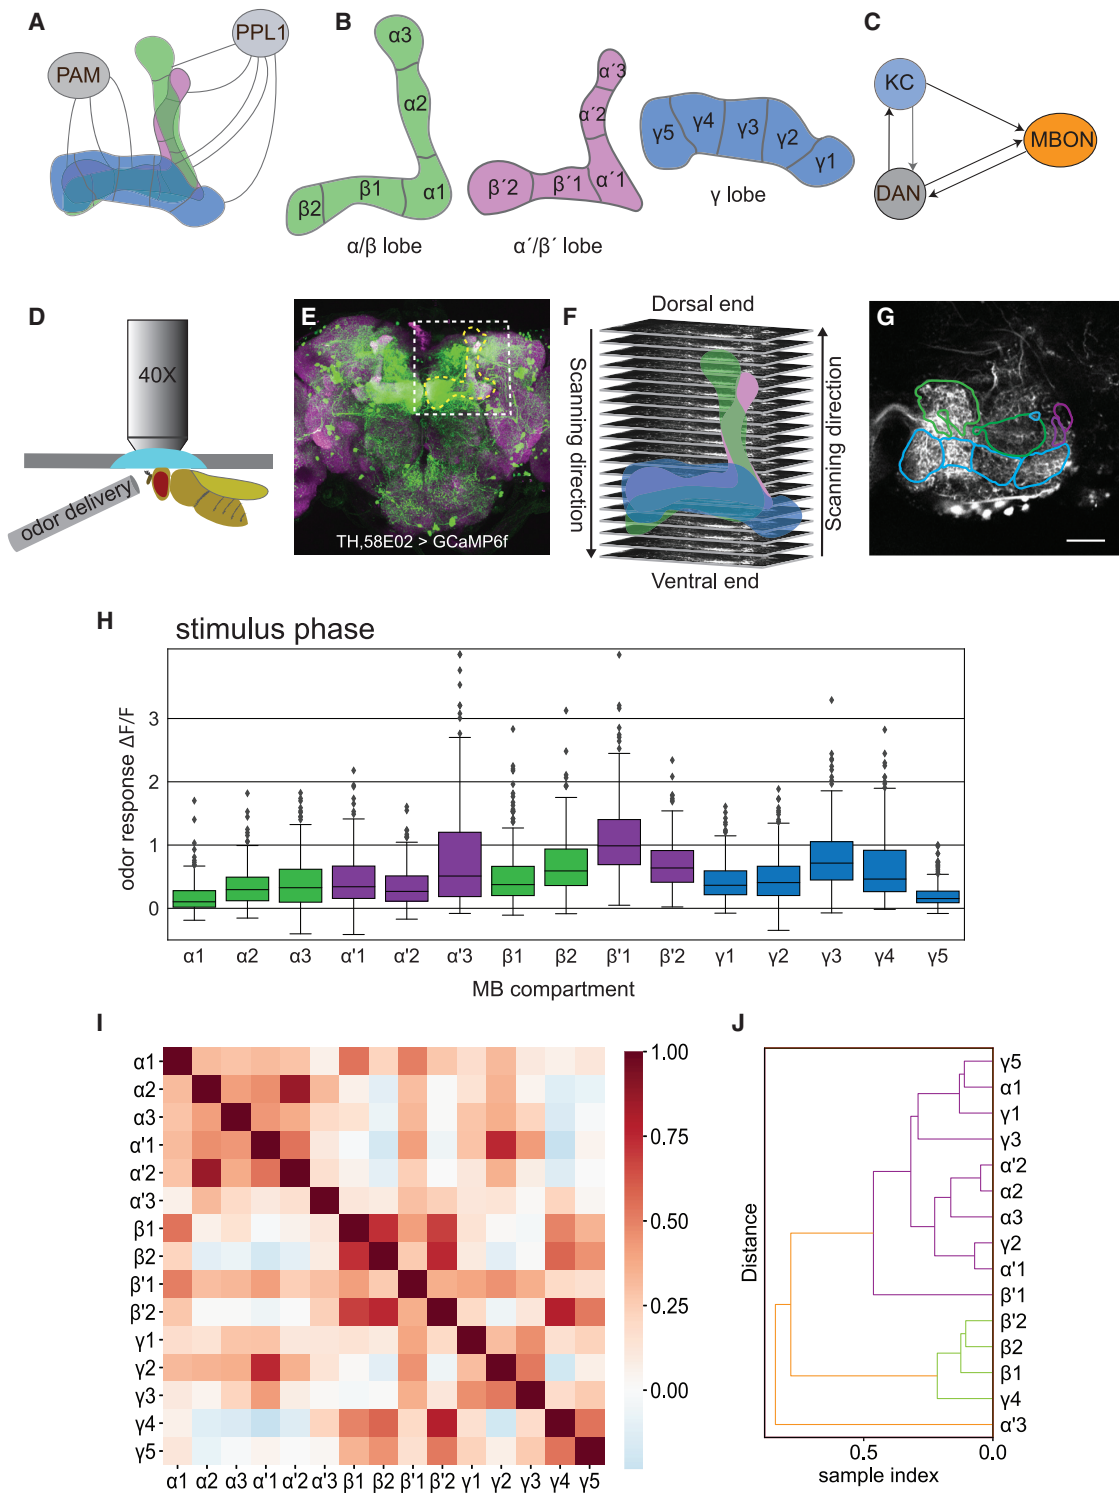 A
PAM
PPL1
B
α3
α2
β1
α1
β2
α/β lobe
α´3
α´2
β´2
β´1
α´1
α´/β´ lobe
γ5
γ4
γ3
γ2
γ1
γ lobe
C
KC
MBON
DAN
D
40X
odor delivery
E
TH,58E02 > GCaMP6f
F
Dorsal end
Scanning direction
Scanning direction
Ventral end
G
H
stimulus phase
odor response ΔF/F
3
2
1
0
α1 α2 α3 α'1 α'2 α'3 β1 β2 β'1 β'2 γ1 γ2 γ3 γ4 γ5
MB compartment
I
α1
α2
α3
α'1
α'2
α'3
β1
β2
β'1
β'2
γ1
γ2
γ3
γ4
γ5
α1 α2 α3 α'1 α'2 α'3 β1 β2 β'1 β'2 γ1 γ2 γ3 γ4 γ5
1.00
0.75
0.50
0.25
0.00
J
Distance
γ5
α1
γ1
γ3
α'2
α2
α3
γ2
α'1
β'1
β'2
β2
β1
γ4
α'3
0.5 0.0
sample index